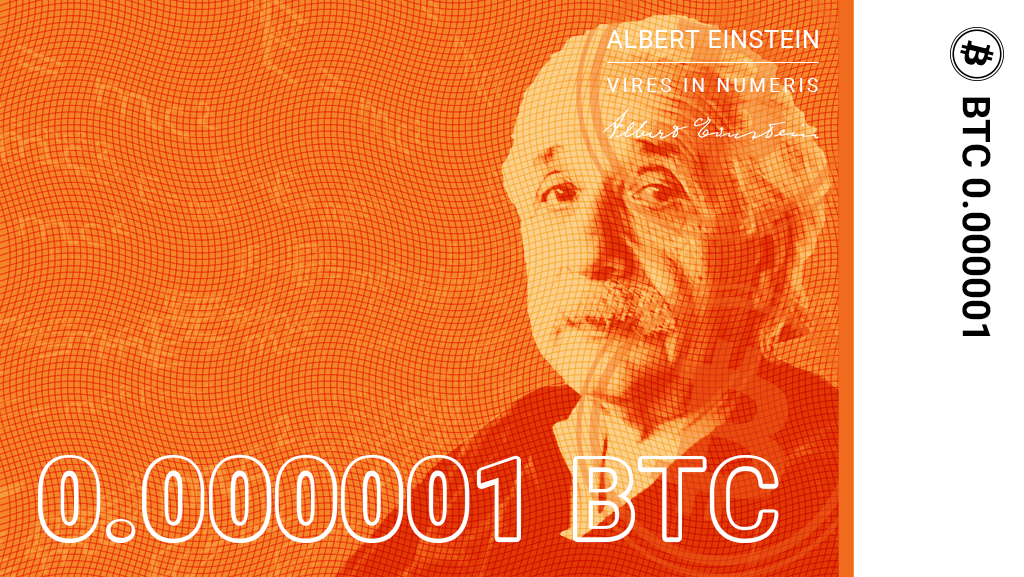 ALBERT EINSTEIN
VIRES IN NUMERIS
Albert Einstein
0.000001 BTC
BTC 0.000001